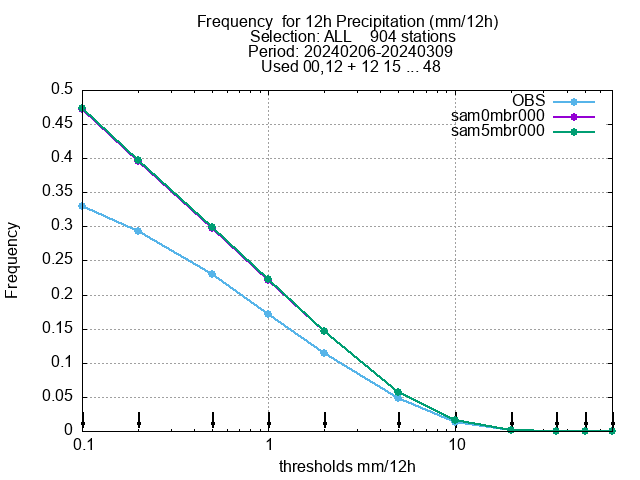 Frequency  for 12h Precipitation (mm/12h)
Selection: ALL    904 stations
Period: 20240206-20240309
Used 00,12 + 12 15 ... 48
OBS
sam0mbr000
sam5mbr000
0.5
0.45
0.4
0.35
0.3
0.25
0.2
0.15
0.1
0.05
0
Frequency
0.1 1 10
thresholds mm/12h